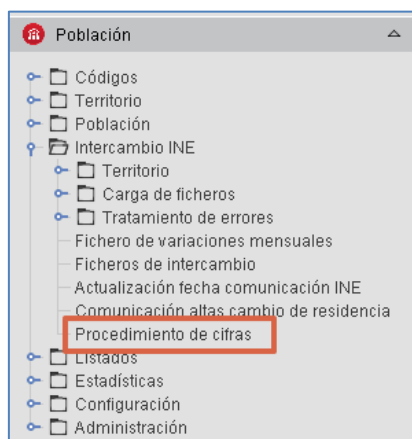 Población
Códigos
Territorio
Población
Intercambio INE
Territorio
Carga de ficheros
Tratamiento de errores
Fichero de variaciones mensuales
Ficheros de intercambio
Actualización fecha comunicación INE
Comunicación altas cambio de residencia
Procedimiento de cifras
Listados
Estadísticas
Configuración
Administración